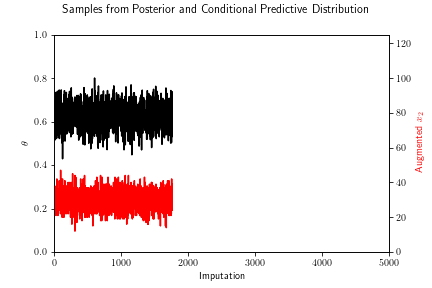 Samples from Posterior and Conditional Predictive Distribution
1.0
0.8
0.6
0.4
0.2
0.0
θ
120
100
80
60
40
20
0
Augmented x₂
0 1000 2000 3000 4000 5000
Imputation